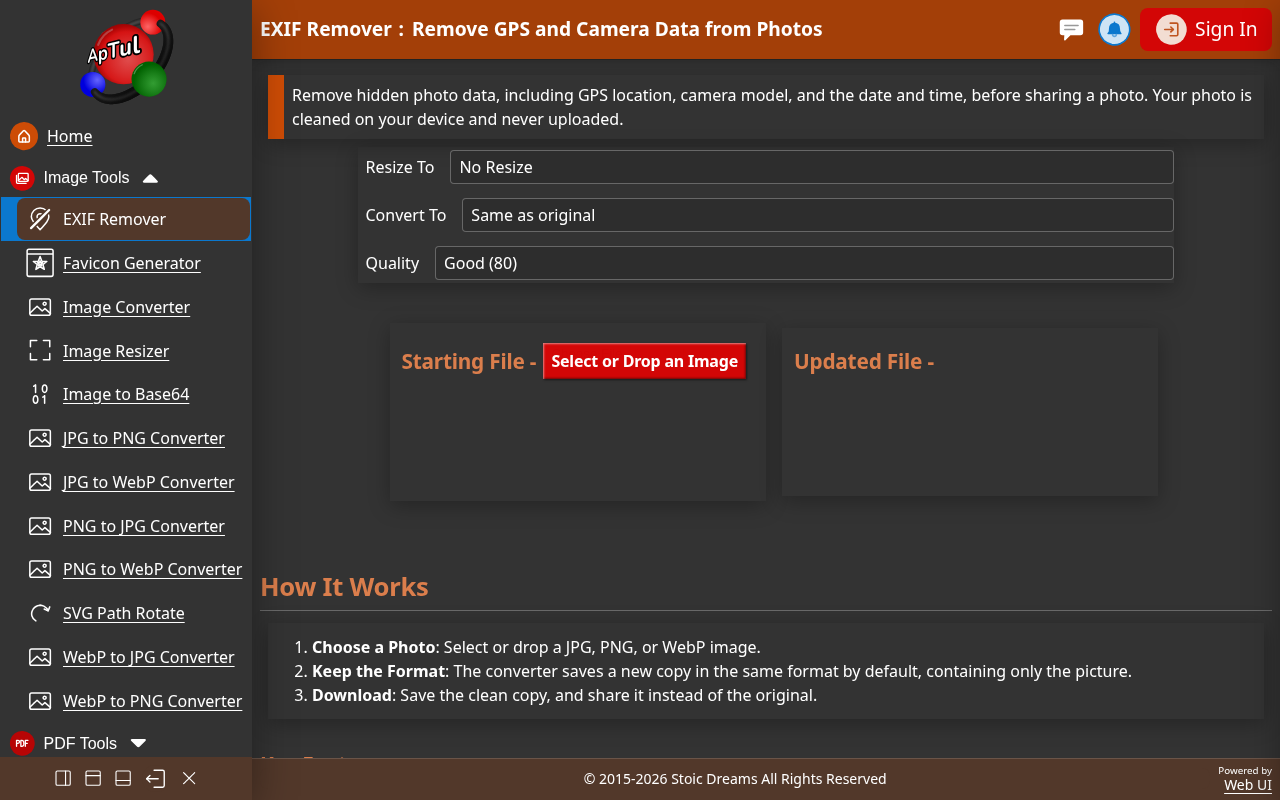 ApTul
Home
Image Tools
EXIF Remover
Favicon Generator
Image Converter
Image Resizer
Image to Base64
JPG to PNG Converter
JPG to WebP Converter
PNG to JPG Converter
PNG to WebP Converter
SVG Path Rotate
WebP to JPG Converter
WebP to PNG Converter
PDF
PDF Tools
EXIF Remover : Remove GPS and Camera Data from Photos
Sign In
Remove hidden photo data, including GPS location, camera model, and the date and time, before sharing a photo. Your photo is
cleaned on your device and never uploaded.
Resize To
No Resize
Convert To
Same as original
Quality
Good (80)
Starting File -
Select or Drop an Image
Updated File -
How It Works
1. Choose a Photo: Select or drop a JPG, PNG, or WebP image.
2. Keep the Format: The converter saves a new copy in the same format by default, containing only the picture.
3. Download: Save the clean copy, and share it instead of the original.
© 2015-2026 Stoic Dreams All Rights Reserved
Powered by
Web UI